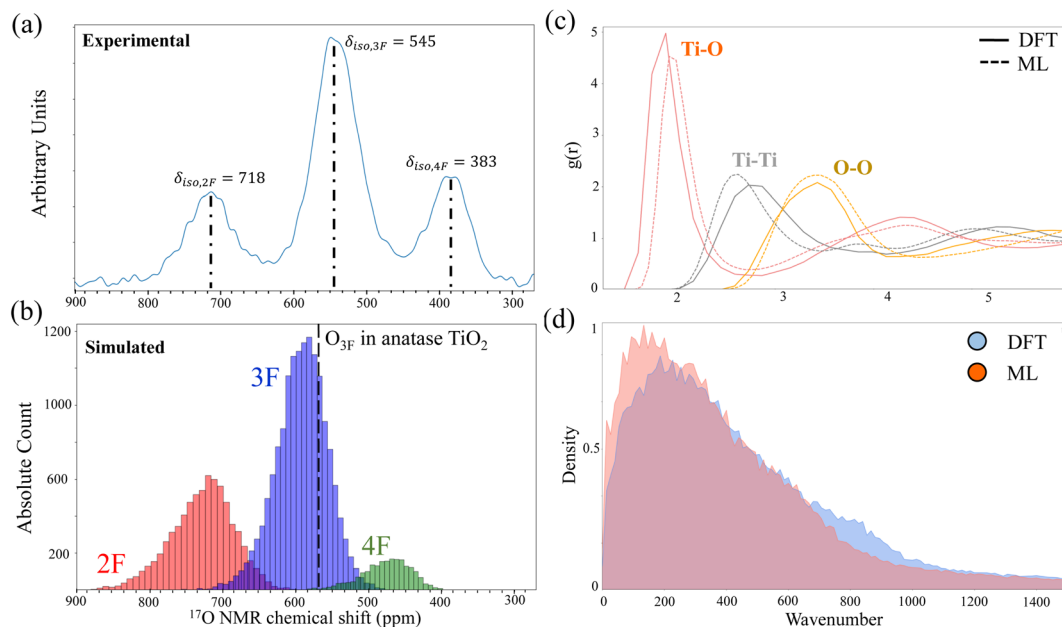 (a)
Experimental
δiso,3F = 545
δiso,2F = 718
δiso,4F = 383
Arbitrary Units
900 800 700 600 500 400 300
(b)
Simulated
O3F in anatase TiO2
3F
2F
4F
Absolute Count
1200
1000
600
200
900 800 700 600 500 400 300
17O NMR chemical shift (ppm)
(c)
Ti-O
Ti-Ti
O-O
DFT
ML
g(r)
5
4
3
2
1
0
2 3 4 5
(d)
DFT
ML
Density
1
0.5
0
0 200 400 600 800 1000 1200 1400
Wavenumber